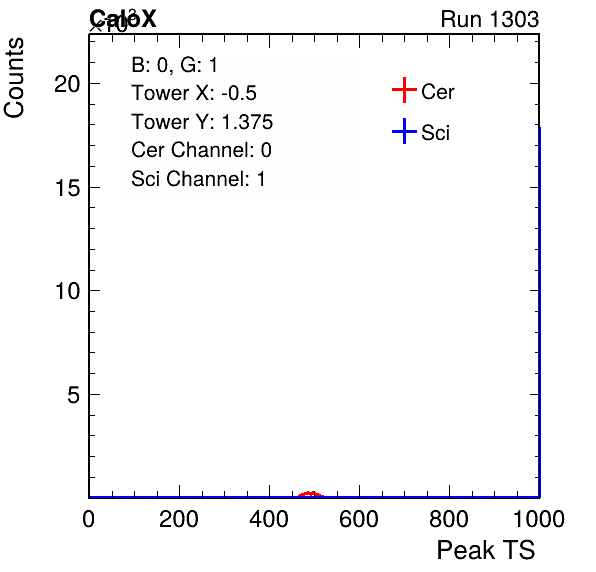 CaloX
Run 1303
×10³
Counts
B: 0, G: 1
Tower X: -0.5
Tower Y: 1.375
Cer Channel: 0
Sci Channel: 1
Cer
Sci
20
15
10
5
0 200 400 600 800 1000
Peak TS